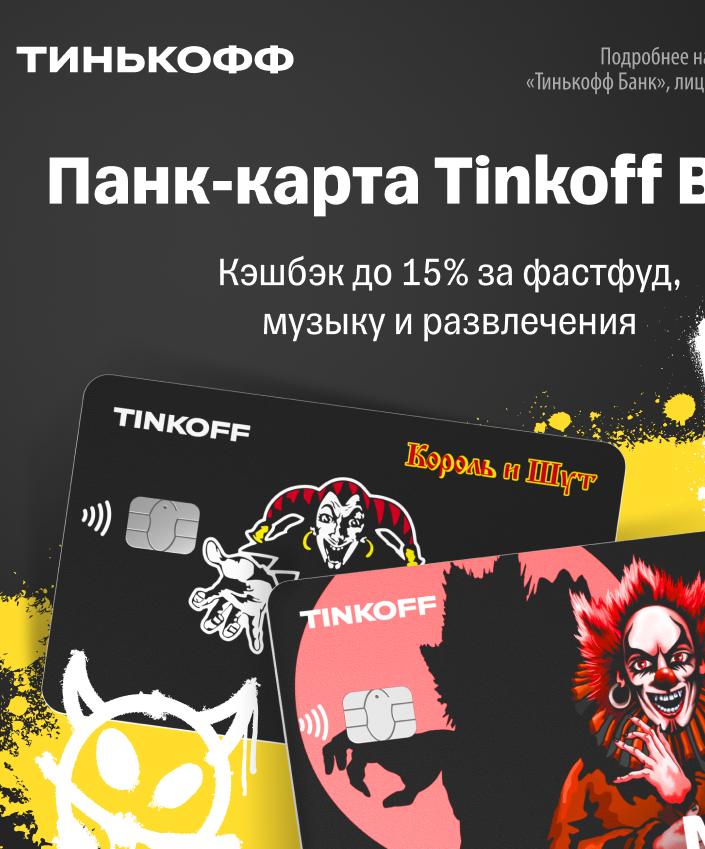 ТИНЬКОФФ
Подробнее на
«Тинькофф Банк», лиц
Панк-карта Tinkoff B
Кэшбэк до 15% за фастфуд,
музыку и развлечения
TINKOFF
Король и Шут
TINKOFF